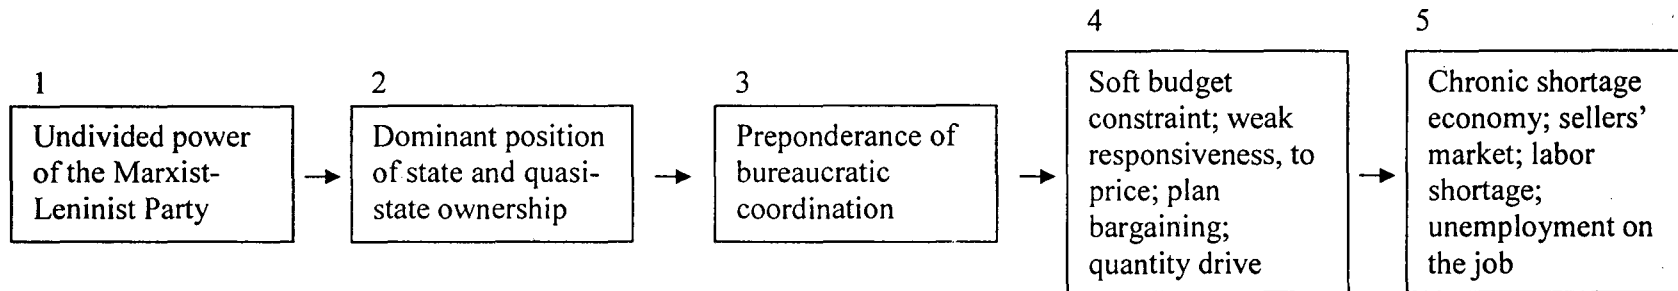 1
Undivided power
of the Marxist-
Leninist Party
2
Dominant position
of state and quasi-
state ownership
3
Preponderance of
bureaucratic
coordination
4
Soft budget
constraint; weak
responsiveness, to
price; plan
bargaining;
quantity drive
5
Chronic shortage
economy; sellers’
market; labor
shortage;
unemployment on
the job